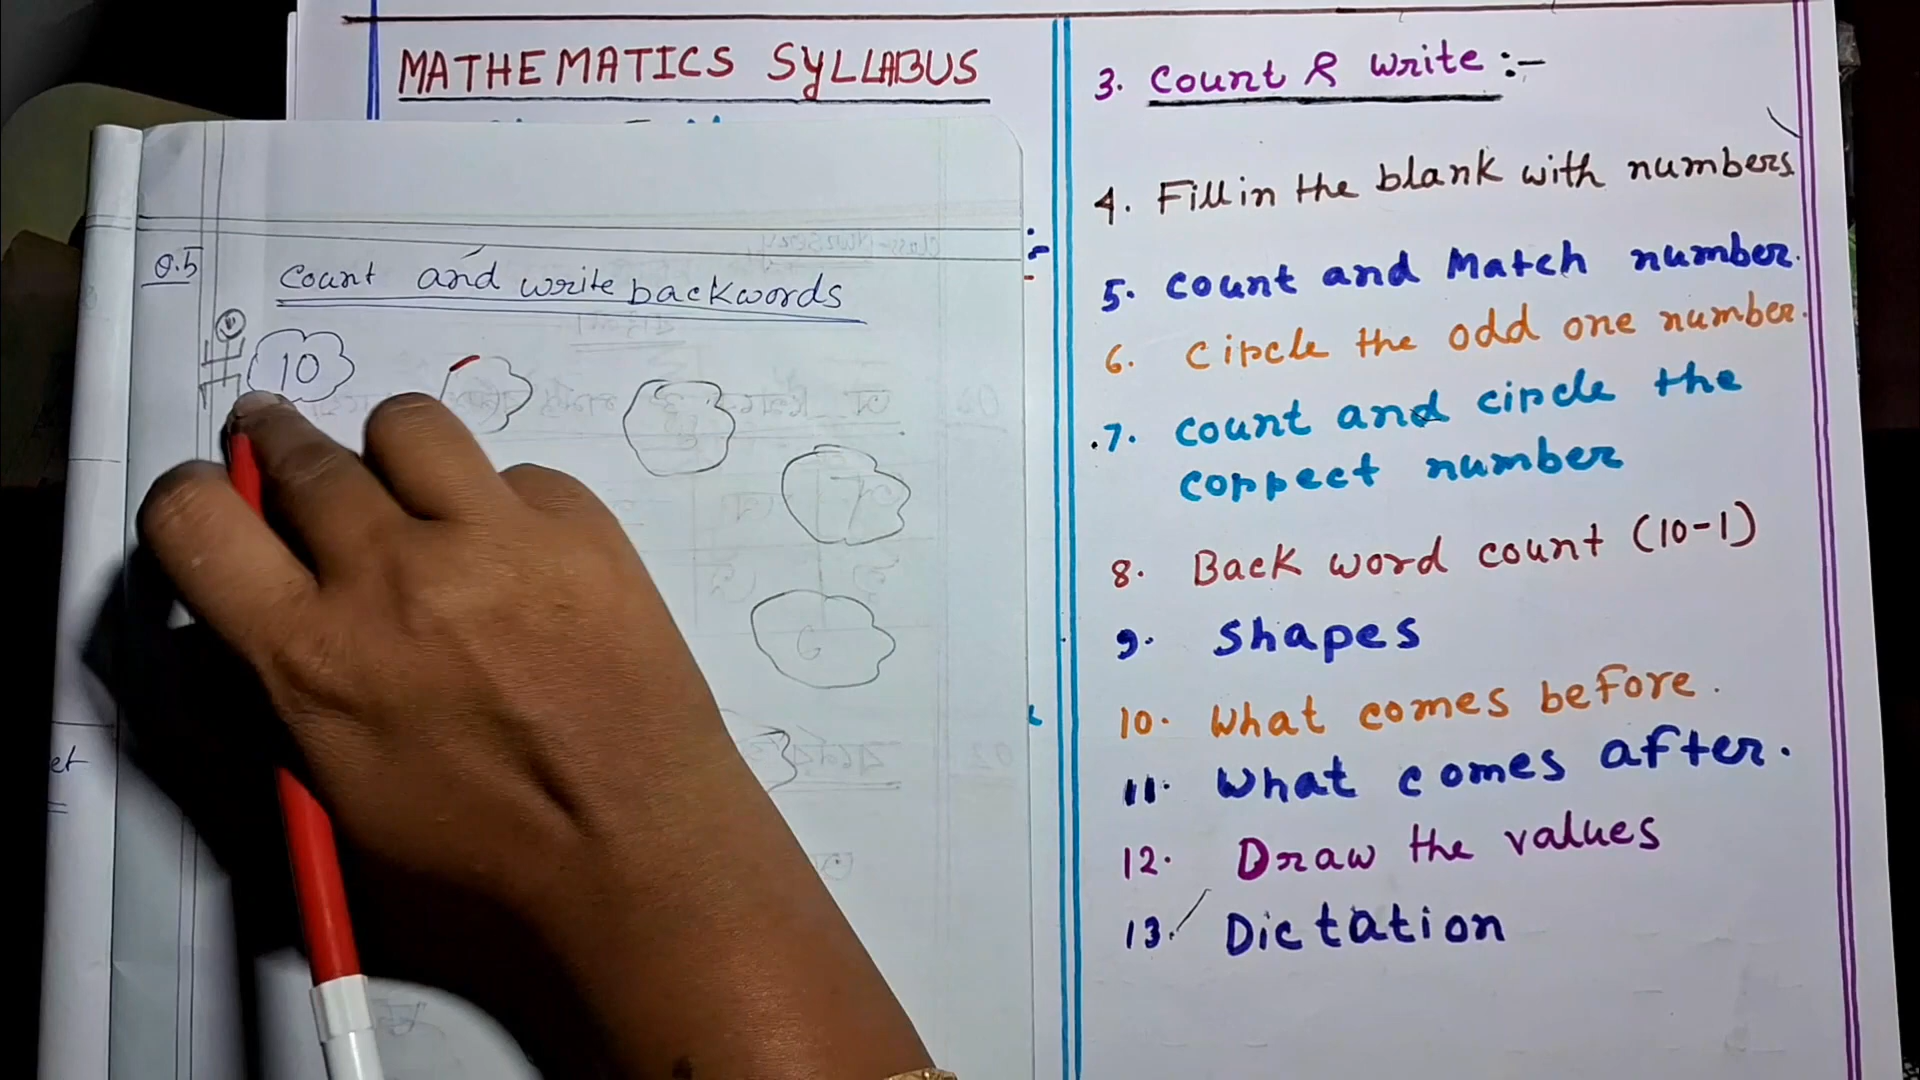 MATHEMATICS SYLLABUS
Q.5
Count and write backwords
10
7
6
et
3. Count & write :-
4. Fill in the blank with numbers
5. Count and Match number.
6. Circle the odd one number.
7. Count and circle the
correct number
8. Back word count (10-1)
9. Shapes
10. What comes before.
11. What comes after.
12. Draw the values
13. Dictation